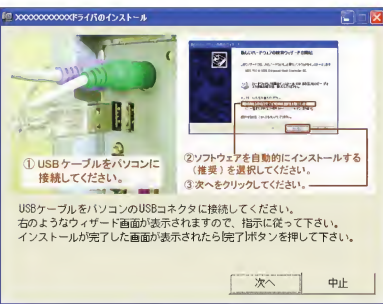 XXXXXXXXXXXXドライバのインストール
① USB ケーブルをパソコンに
接続してください。
②ソフトウェアを自動的にインストールする
(推奨)を選択してください。
③次へをクリックしてください。
USBケーブルをパソコンのUSBコネクタに接続してください。
右のようなウィザード画面が表示されますので、指示に従って下さい。
インストールが完了した画面が表示されたら[完了]ボタンを押して下さい。
次へ
中止